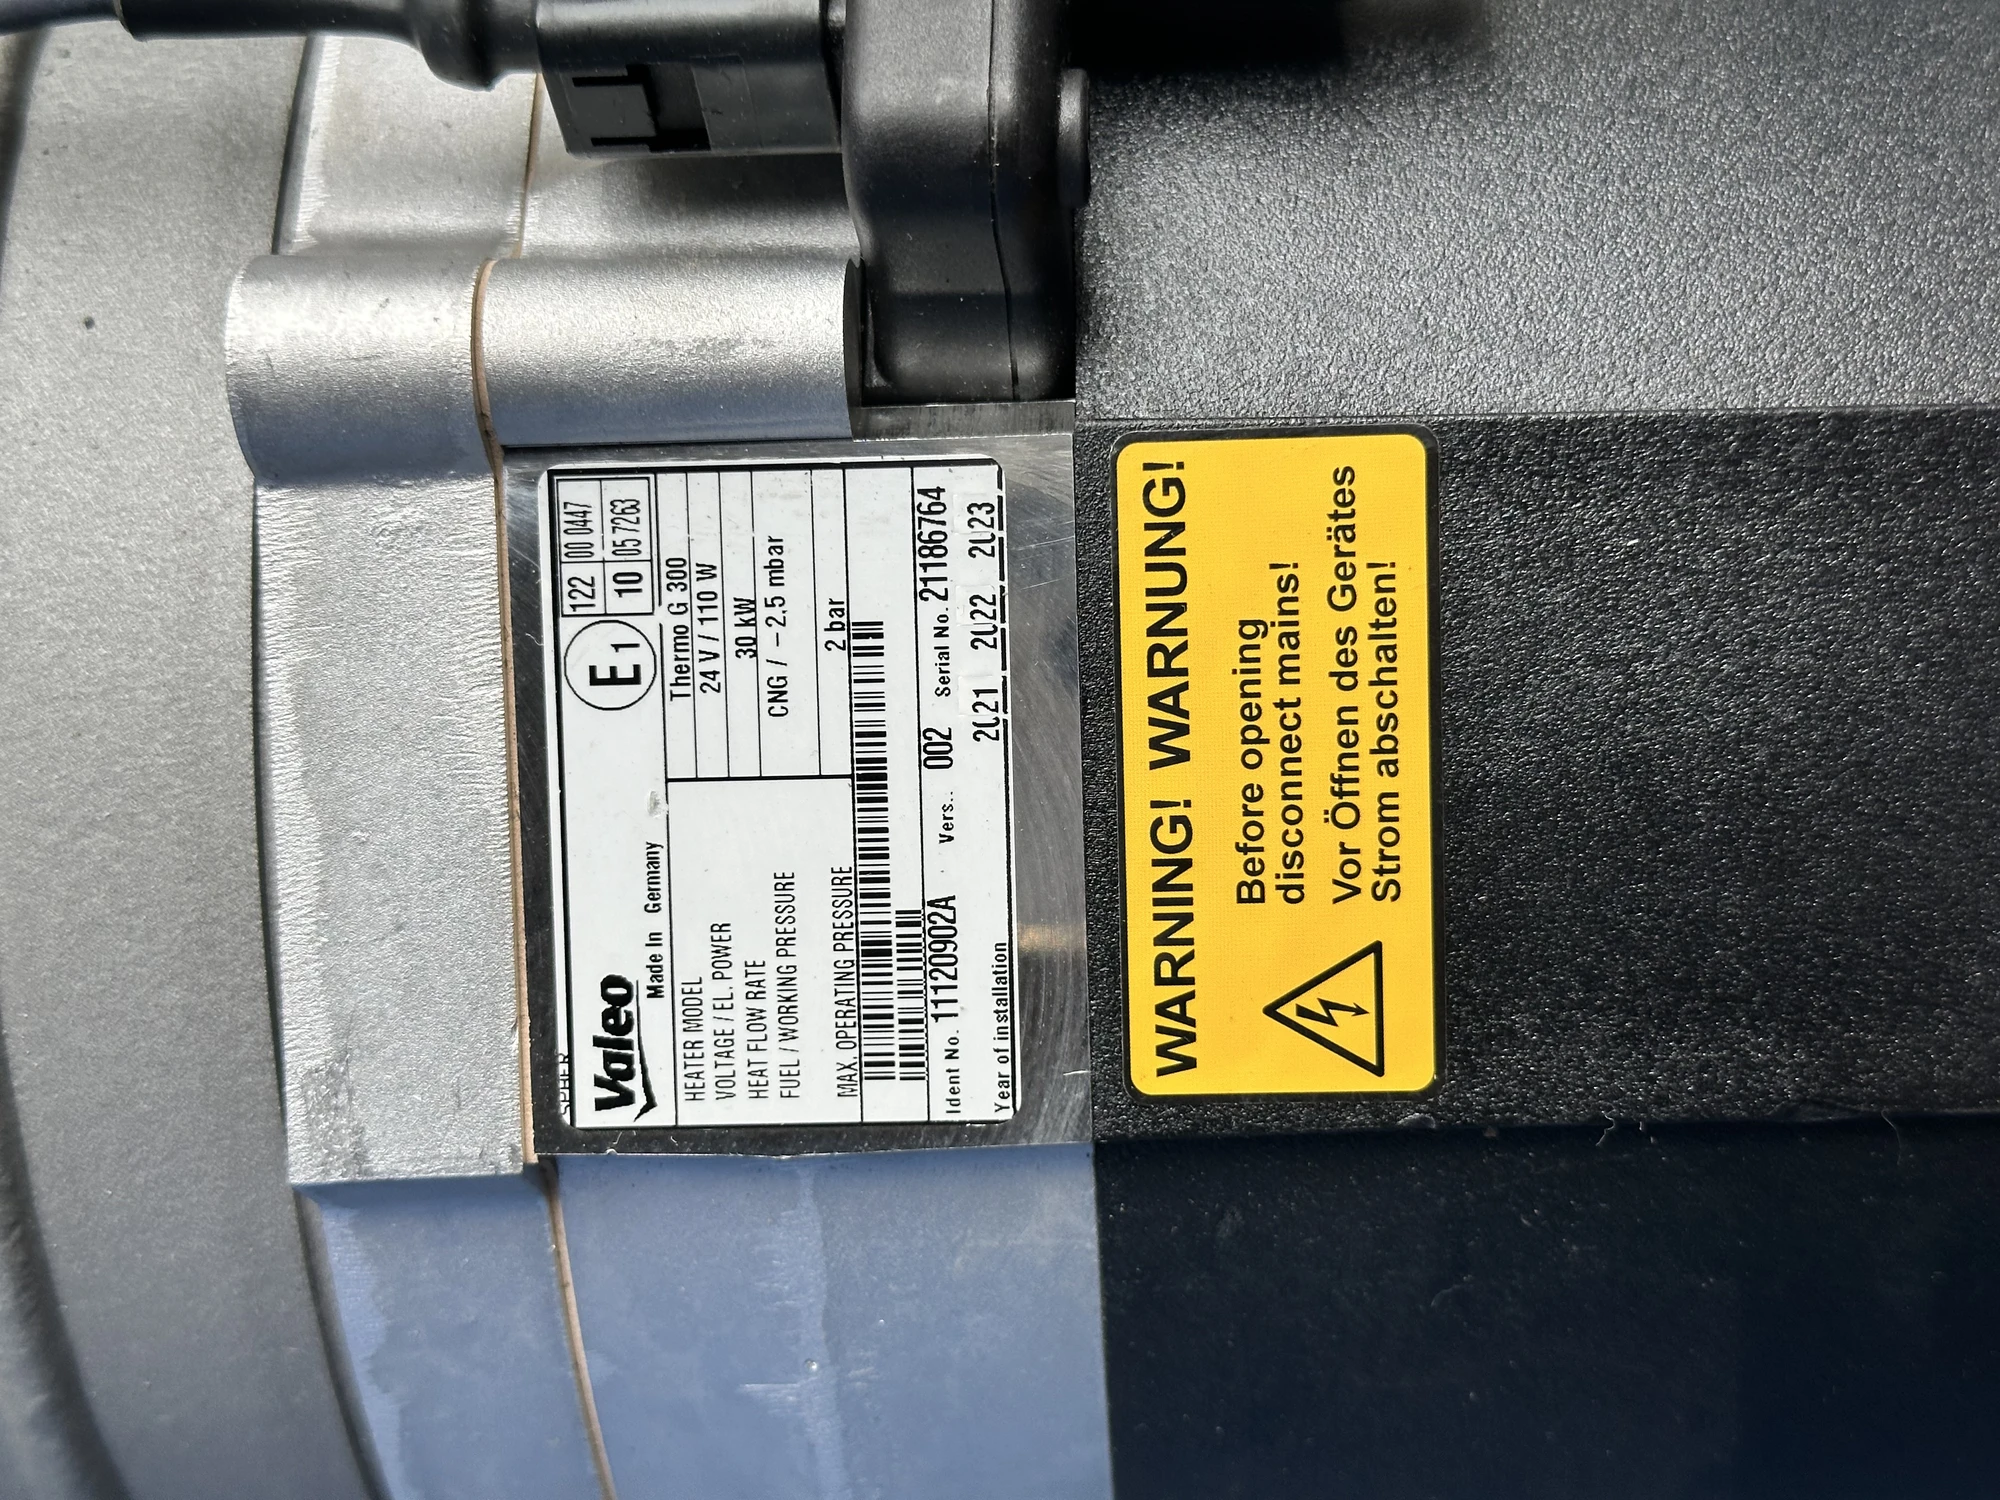 Valeo
Made In Germany
E1
122 00 0447
10 05 7263
HEATER MODEL Thermo G 300
VOLTAGE / EL. POWER 24 V / 110 W
HEAT FLOW RATE 30 kW
FUEL / WORKING PRESSURE CNG / -2,5 mbar
MAX. OPERATING PRESSURE 2 bar
Ident No. 11120902A Vers.. 002 Serial No. 21186764
Year of installation 2021 2022 2023
WARNING! WARNUNG!
Before opening
disconnect mains!
Vor Öffnen des Gerätes
Strom abschalten!